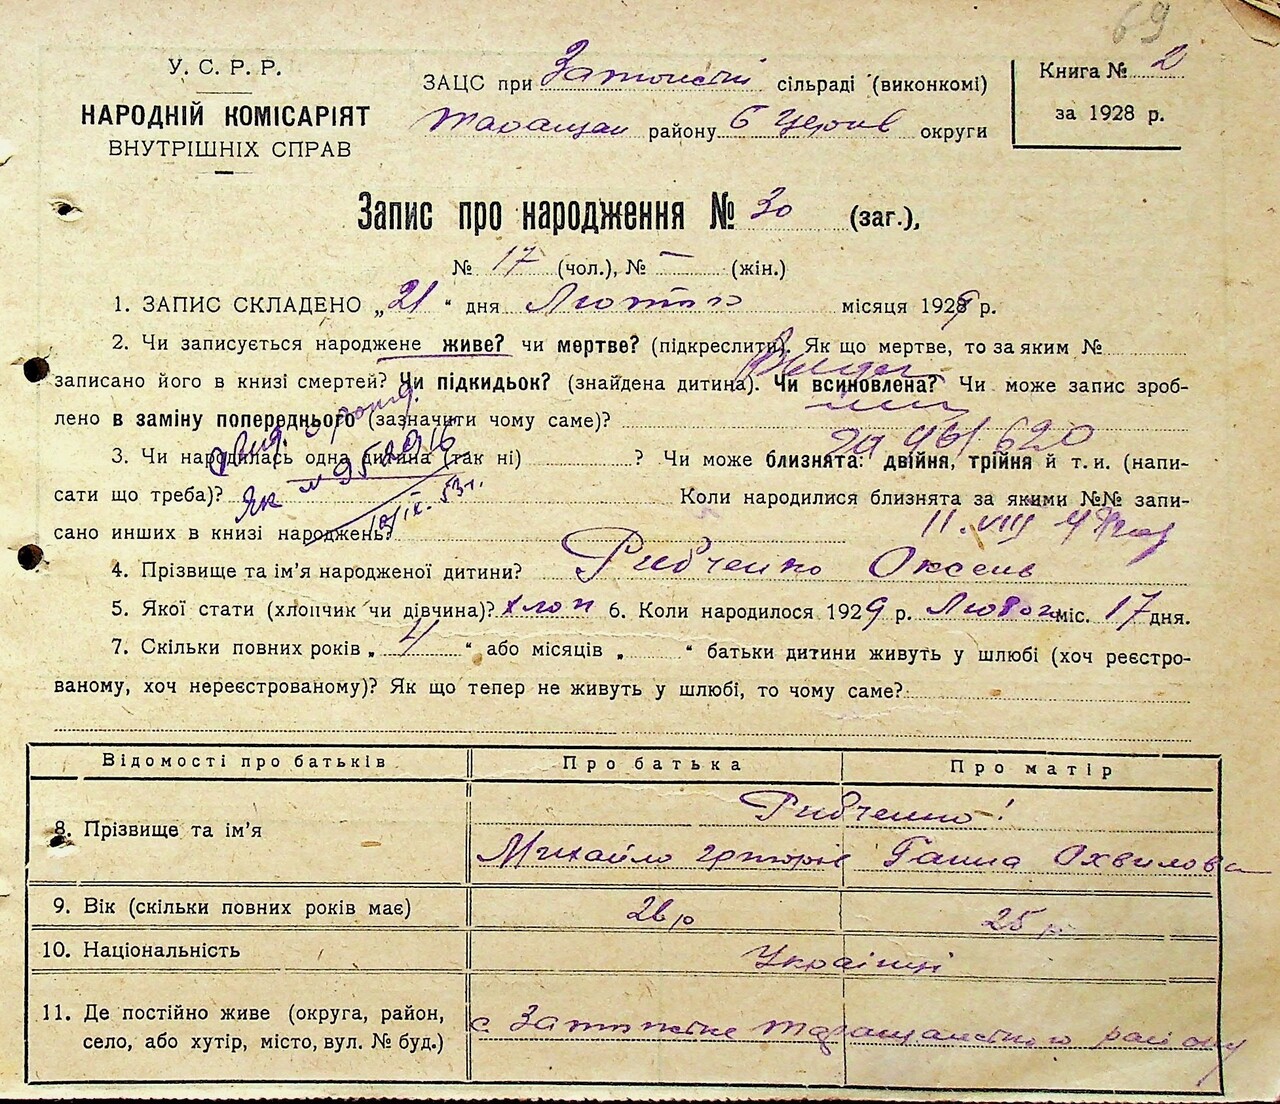 69
У. С. Р. Р.
НАРОДНІЙ КОМІСАРІЯТ
ВНУТРІШНІХ СПРАВ
ЗАЦС при сільраді (виконкомі)
Таращан району Б Церків округи
Книга № 2
за 1928 р.
Запис про народження № 30 (заг.),
№ 17 (чол.), № – (жін.)
1. ЗАПИС СКЛАДЕНО „21“ дня Лютого місяця 1929 р.
2. Чи записується народжене живе? чи мертве? (підкреслити). Як що мертве, то за яким №
записано його в книзі смертей? Чи підкидьок? (знайдена дитина). Чи всиновлена? Чи може запис зроб-
лено в заміну попереднього (зазначити чому саме)?
3. Чи народилась одна дитина (так ні) ? Чи може близнята: двійня, трійня й т. и. (напи-
сати що треба)? Коли народилися близнята за якими №№ запи-
сано инших в книзі народжень?
4. Прізвище та ім'я народженої дитини? Рибченко Оксень
5. Якої стати (хлопчик чи дівчина)? хлоп 6. Коли народилося 1929 р. Лютого міс. 17 дня.
7. Скільки повних років „ 4 “ або місяців „ “ батьки дитини живуть у шлюбі (хоч реєстро-
ваному, хоч нереєстрованому)? Як що тепер не живуть у шлюбі, то чому саме?
Відомості про батьків Про батька Про матір
Рибченко
8. Прізвище та ім'я Михайло Григорів Ганна Охвилова
9. Вік (скільки повних років має) 26 р 25 р
10. Національність Українці
11. Де постійно живе (округа, район,
село, або хутір, місто, вул. № буд.) с Таращанського району